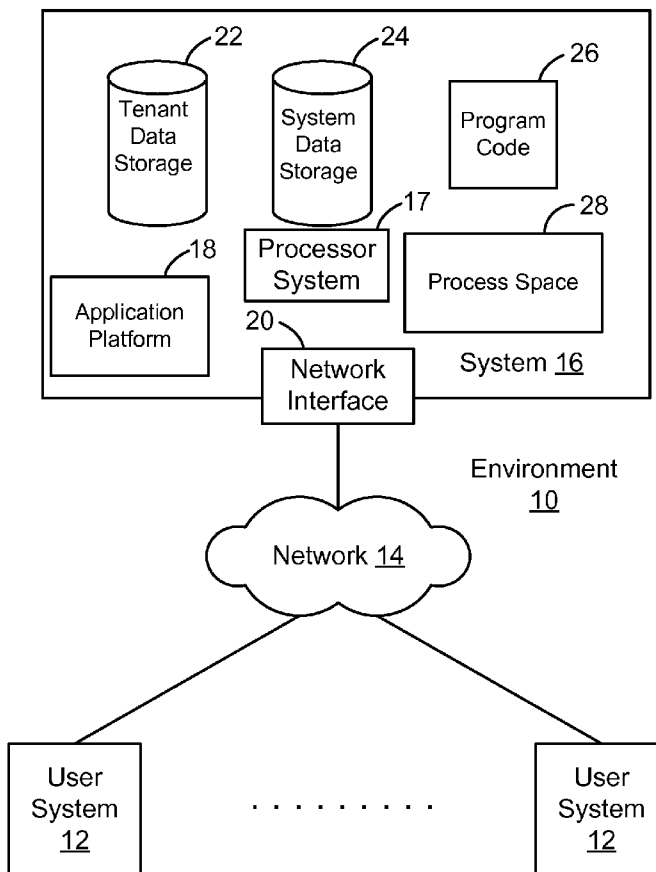 22
24
26
Tenant
Data
Storage
System
Data
Storage
Program
Code
17
28
18
Processor
System
Process Space
Application
Platform
20
Network
Interface
System 16
Environment
10
Network 14
User
System
12
. . . . . . . . .
User
System
12